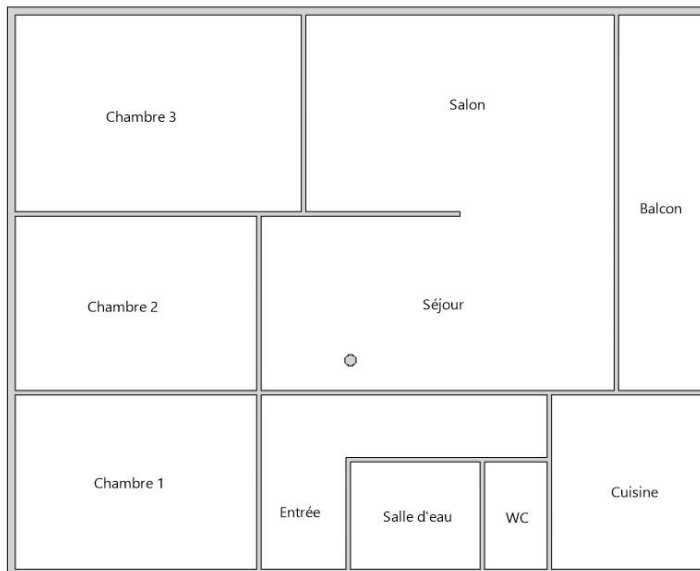 Chambre 3
Salon
Balcon
Chambre 2
Séjour
Chambre 1
Entrée
Salle d'eau
WC
Cuisine